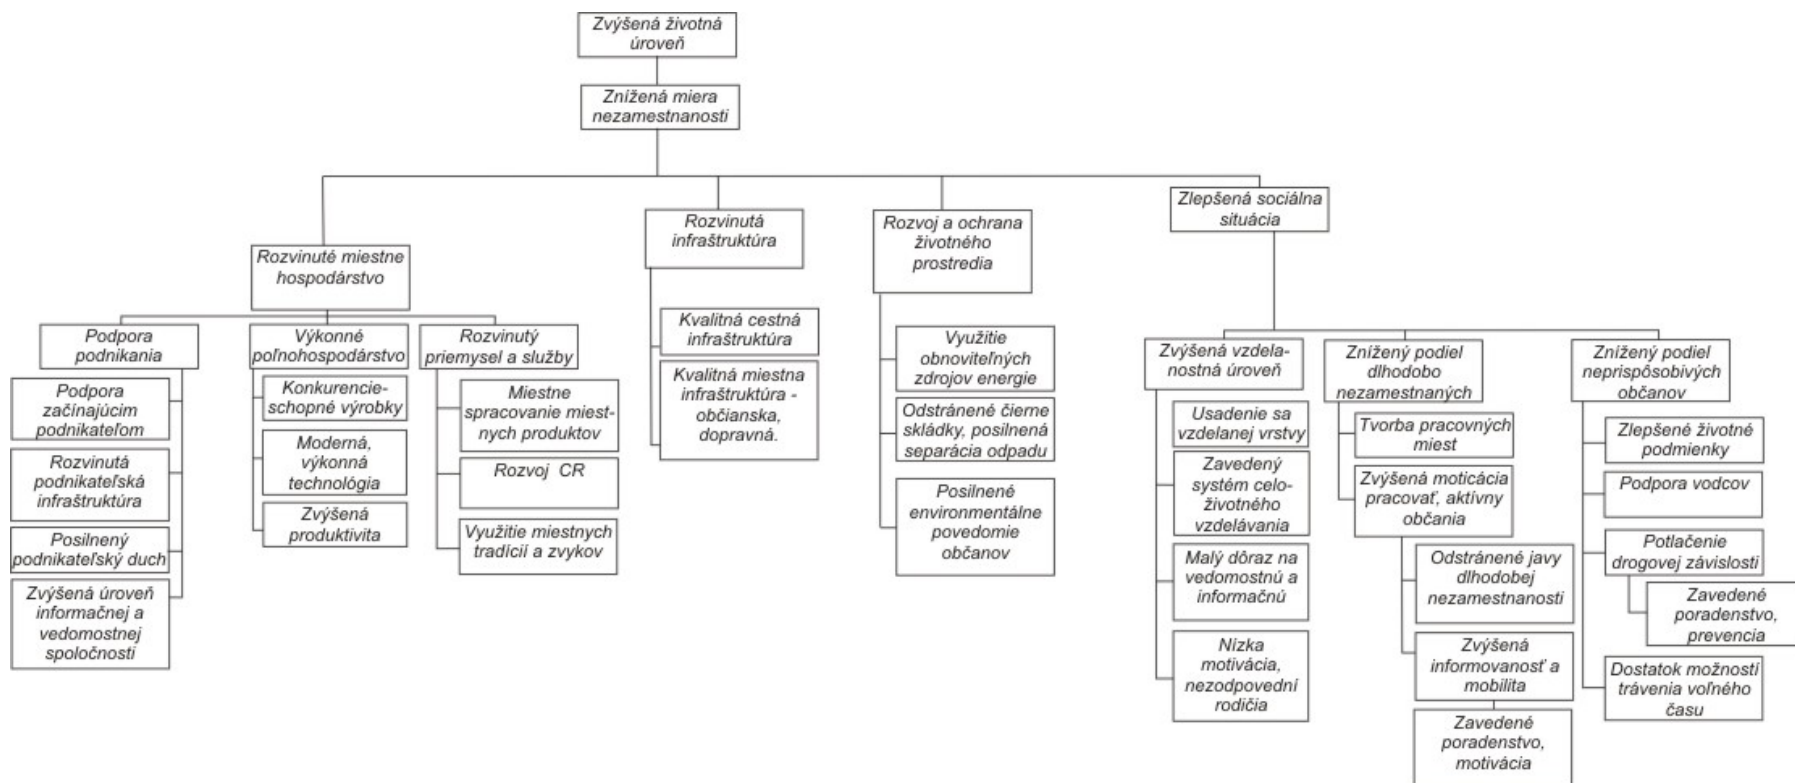 Zvýšená životná
úroveň
Znížená miera
nezamestnanosti
Rozvinuté miestne
hospodárstvo
Podpora
podnikania
Podpora
začínajúcim
podnikateľom
Rozvinutá
podnikateľská
infraštruktúra
Posilnený
podnikateľský duch
Zvýšená úroveň
informačnej a
vedomostnej
spoločnosti
Výkonné
poľnohospodárstvo
Konkurencie-
schopné výrobky
Moderná,
výkonná
technológia
Zvýšená
produktivita
Rozvinutý
priemysel a služby
Miestne
spracovanie miest-
nych produktov
Rozvoj CR
Využitie miestnych
tradícií a zvykov
Rozvinutá
infraštruktúra
Kvalitná cestná
infraštruktúra
Kvalitná miestna
infraštruktúra -
občianska,
dopravná.
Rozvoj a ochrana
životného
prostredia
Využitie
obnoviteľných
zdrojov energie
Odstránené čierne
skládky, posilnená
separácia odpadu
Posilnené
environmentálne
povedomie
občanov
Zlepšená sociálna
situácia
Zvýšená vzdela-
nostná úroveň
Usadenie sa
vzdelanej vrstvy
Zavedený
systém celo-
životného
vzdelávania
Malý dôraz na
vedomostnú a
informačnú
Nízka
motivácia,
nezodpovední
rodičia
Znížený podiel
dlhodobo
nezamestnaných
Tvorba pracovných
miest
Zvýšená moticácia
pracovať, aktívny
občania
Odstránené javy
dlhodobej
nezamestnanosti
Zvýšená
informovanosť a
mobilita
Zavedené
poradenstvo,
motivácia
Znížený podiel
neprispôsobivých
občanov
Zlepšené životné
podmienky
Podpora vodcov
Potlačenie
drogovej závislosti
Zavedené
poradenstvo,
prevencia
Dostatok možností
trávenia voľného
času